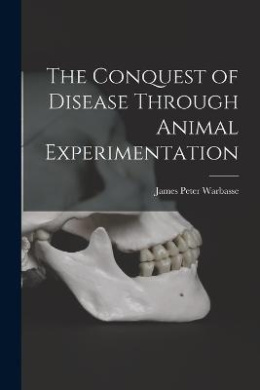 The Conquest of
Disease Through
Animal
Experimentation
James Peter Warbasse